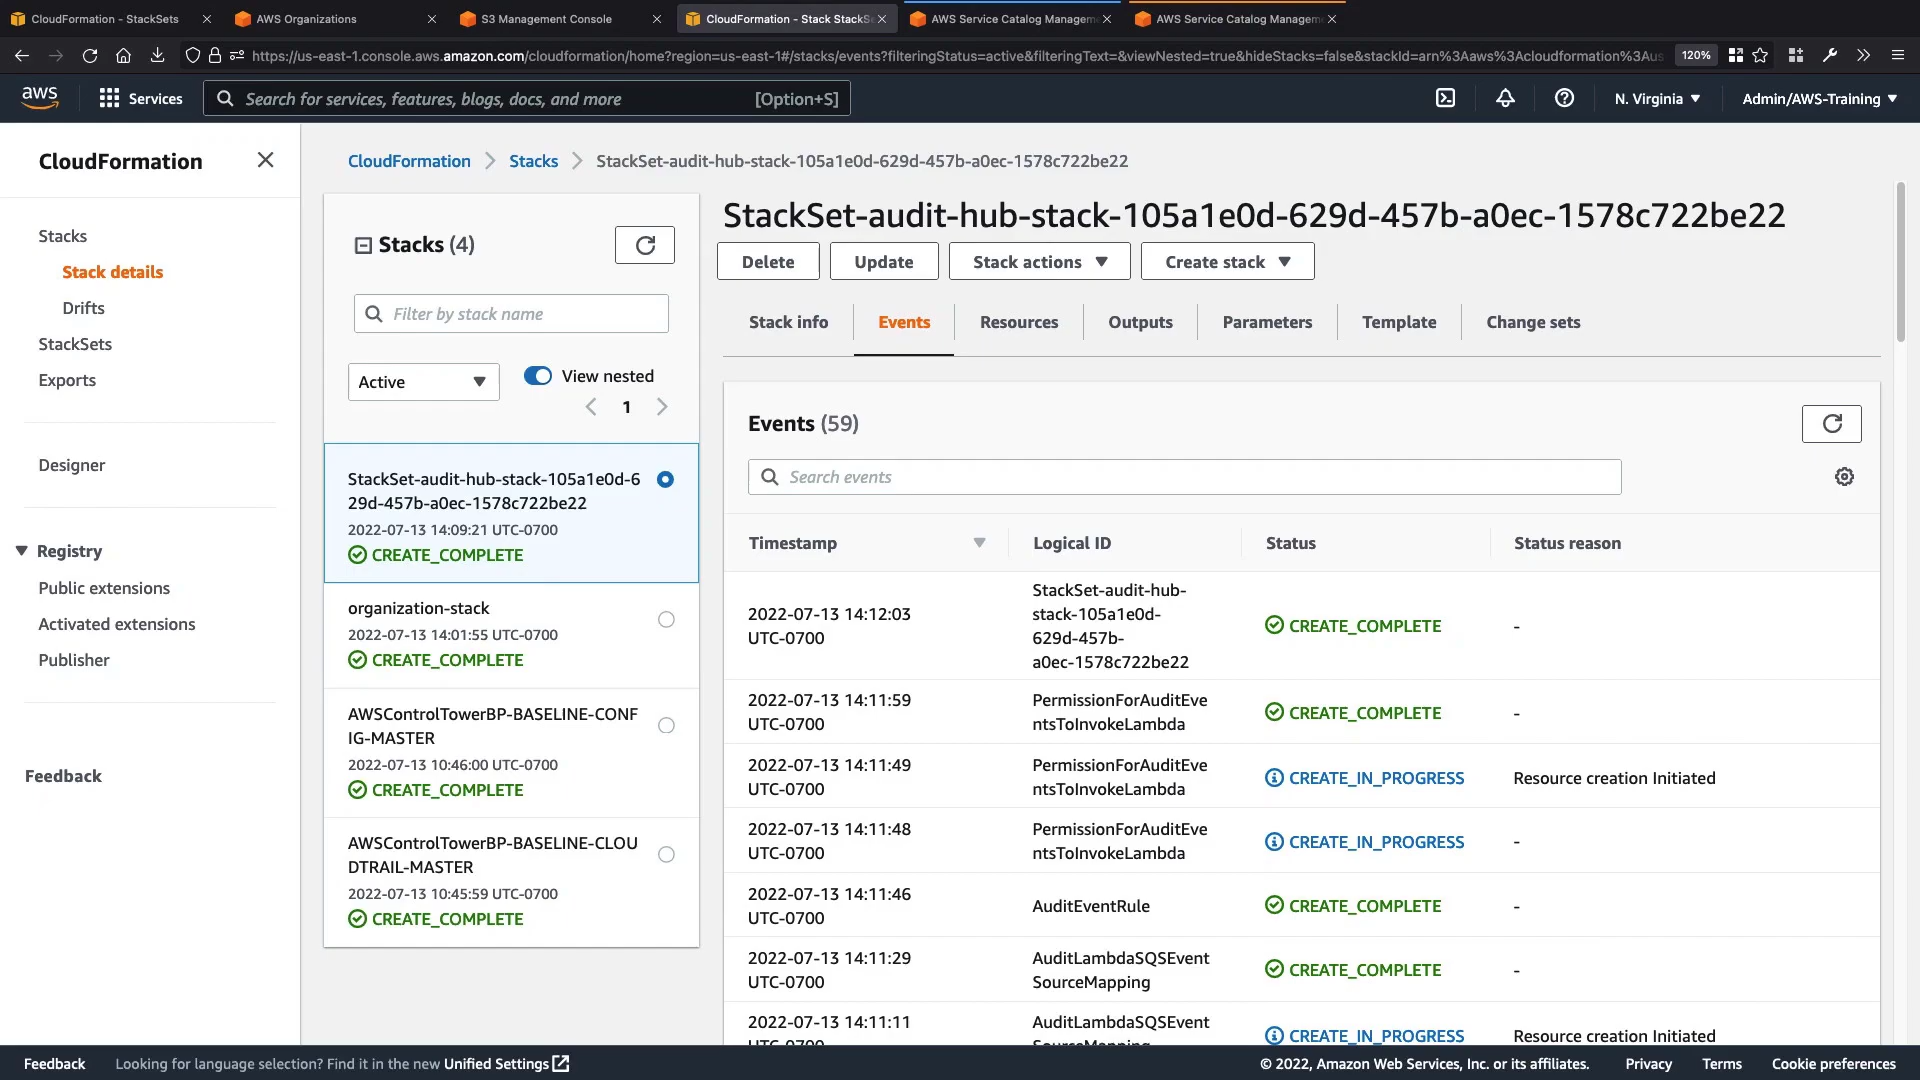 CloudFormation - StackSets
AWS Organizations
S3 Management Console
CloudFormation - Stack StackS
AWS Service Catalog Managem
AWS Service Catalog Managem
https://us-east-1.console.aws.amazon.com/cloudformation/home?region=us-east-1#/stacks/events?filteringStatus=active&filteringText=&viewNested=true&hideStacks=false&stackId=arn%3Aaws%3Acloudformation%3Aus
120%
aws
Services
Search for services, features, blogs, docs, and more
[Option+S]
N. Virginia
Admin/AWS-Training
CloudFormation
Stacks
Stack details
Drifts
StackSets
Exports
Designer
Registry
Public extensions
Activated extensions
Publisher
Feedback
CloudFormation
Stacks
StackSet-audit-hub-stack-105a1e0d-629d-457b-a0ec-1578c722be22
Stacks (4)
Filter by stack name
Active
View nested
1
StackSet-audit-hub-stack-105a1e0d-6
29d-457b-a0ec-1578c722be22
2022-07-13 14:09:21 UTC-0700
CREATE_COMPLETE
organization-stack
2022-07-13 14:01:55 UTC-0700
CREATE_COMPLETE
AWSControlTowerBP-BASELINE-CONF
IG-MASTER
2022-07-13 10:46:00 UTC-0700
CREATE_COMPLETE
AWSControlTowerBP-BASELINE-CLOU
DTRAIL-MASTER
2022-07-13 10:45:59 UTC-0700
CREATE_COMPLETE
StackSet-audit-hub-stack-105a1e0d-629d-457b-a0ec-1578c722be22
Delete
Update
Stack actions
Create stack
Stack info
Events
Resources
Outputs
Parameters
Template
Change sets
Events (59)
Search events
Timestamp
Logical ID
Status
Status reason
2022-07-13 14:12:03
UTC-0700
StackSet-audit-hub-
stack-105a1e0d-
629d-457b-
a0ec-1578c722be22
CREATE_COMPLETE
-
2022-07-13 14:11:59
UTC-0700
PermissionForAuditEve
ntsToInvokeLambda
CREATE_COMPLETE
-
2022-07-13 14:11:49
UTC-0700
PermissionForAuditEve
ntsToInvokeLambda
CREATE_IN_PROGRESS
Resource creation Initiated
2022-07-13 14:11:48
UTC-0700
PermissionForAuditEve
ntsToInvokeLambda
CREATE_IN_PROGRESS
-
2022-07-13 14:11:46
UTC-0700
AuditEventRule
CREATE_COMPLETE
-
2022-07-13 14:11:29
UTC-0700
AuditLambdaSQSEvent
SourceMapping
CREATE_COMPLETE
-
2022-07-13 14:11:11
UTC-0700
AuditLambdaSQSEvent
SourceMapping
CREATE_IN_PROGRESS
Resource creation Initiated
Feedback
Looking for language selection? Find it in the new Unified Settings
© 2022, Amazon Web Services, Inc. or its affiliates.
Privacy
Terms
Cookie preferences